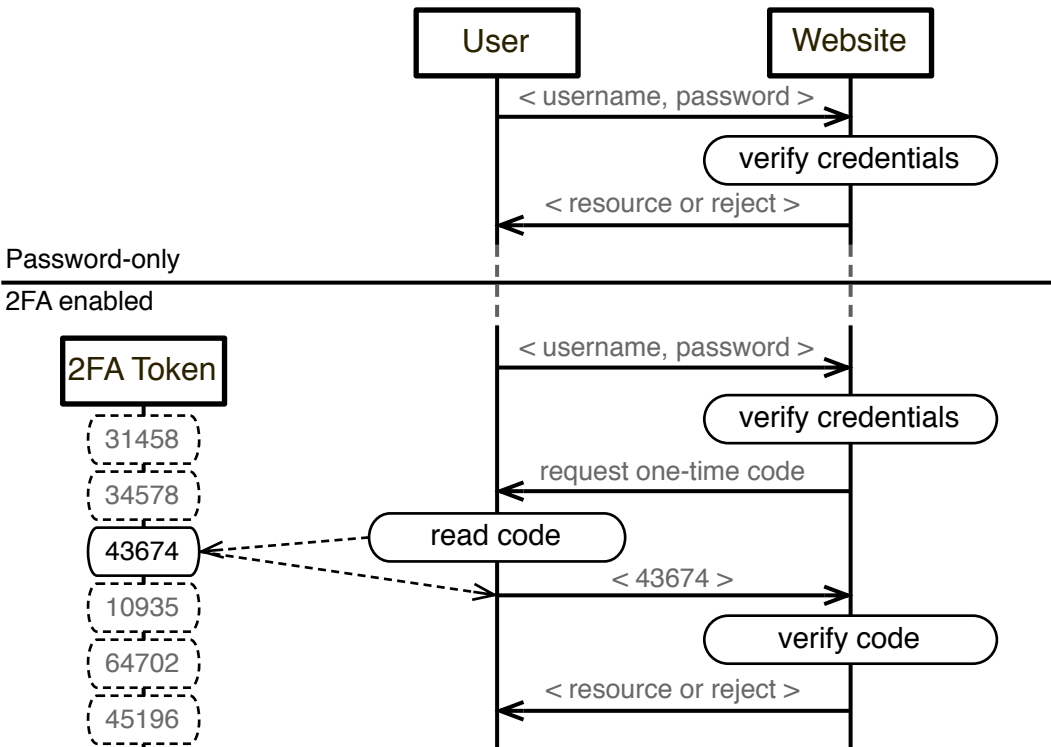 User
Website
< username, password >
verify credentials
< resource or reject >
Password-only
2FA enabled
2FA Token
< username, password >
verify credentials
31458
request one-time code
34578
read code
43674
< 43674 >
10935
verify code
64702
< resource or reject >
45196